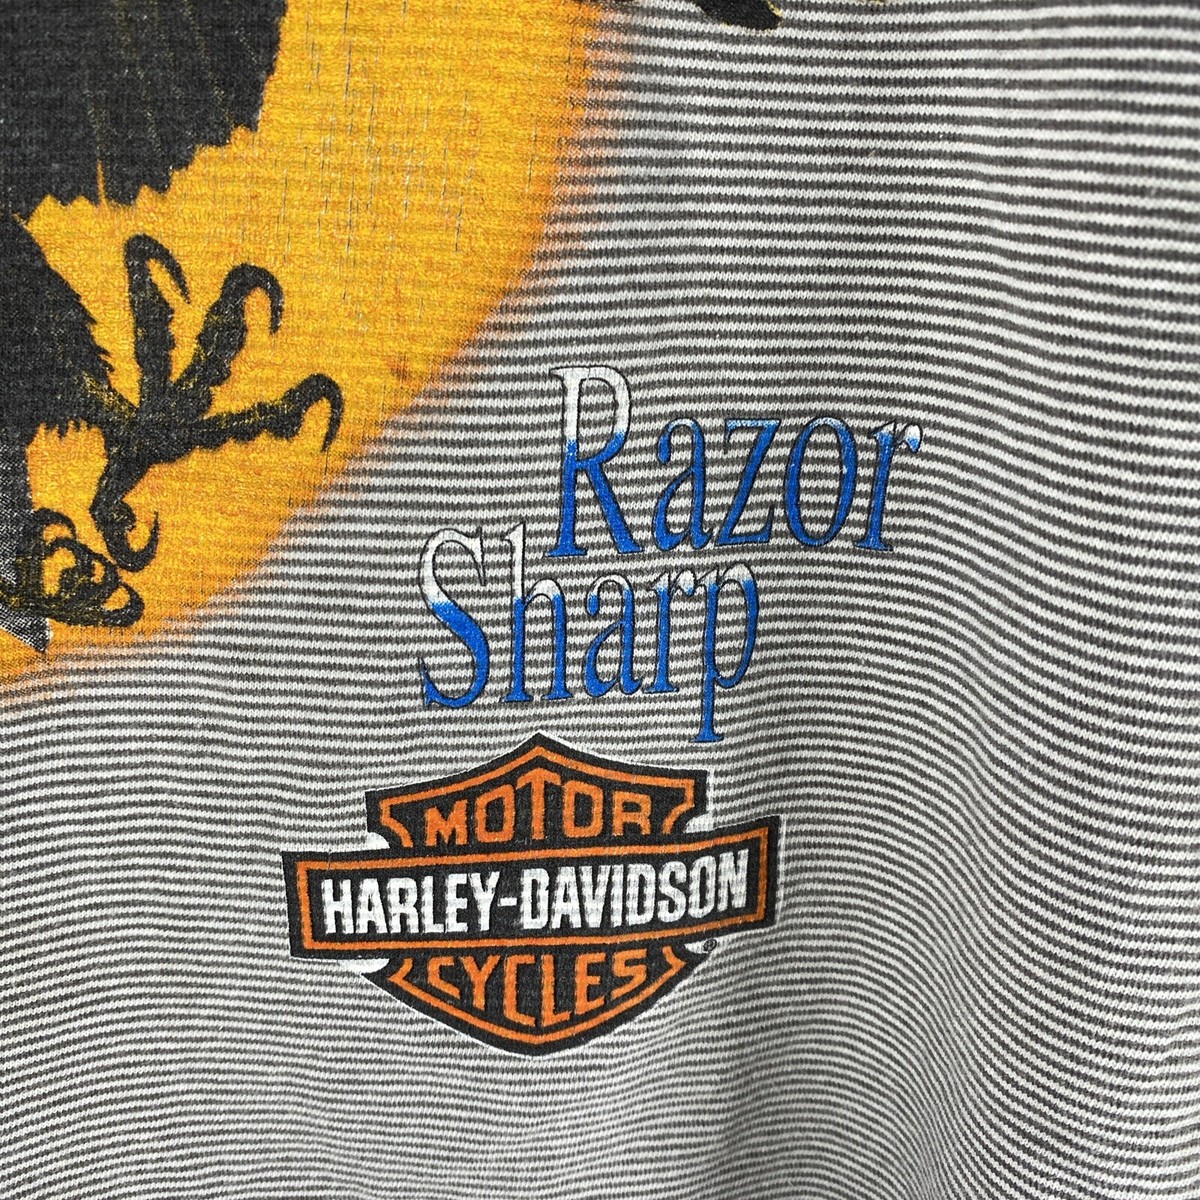 Razor
Sharp
MOTOR
HARLEY-DAVIDSON
CYCLES
®